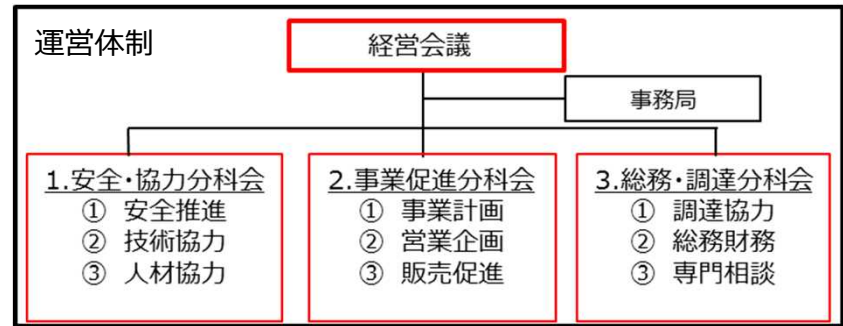 運営体制
経営会議
事務局
1.安全・協力分科会
① 安全推進
② 技術協力
③ 人材協力
2.事業促進分科会
① 事業計画
② 営業企画
③ 販売促進
3.総務・調達分科会
① 調達協力
② 総務財務
③ 専門相談